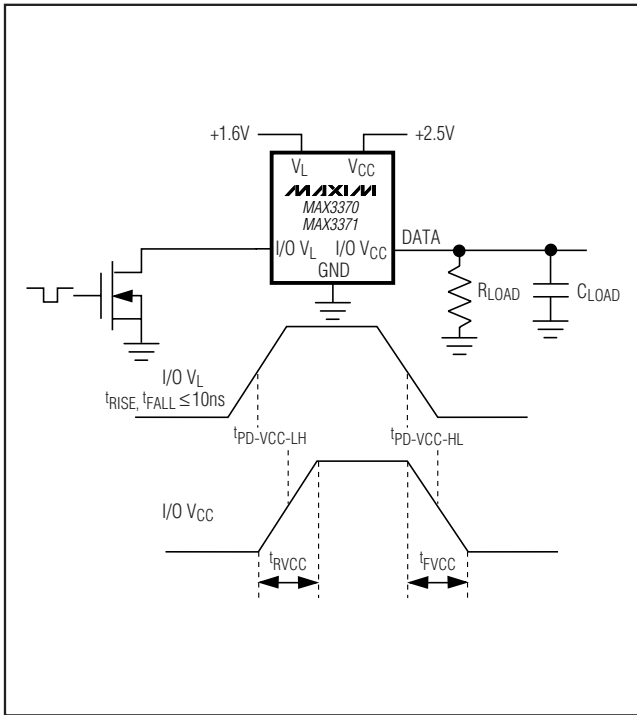 +1.6V +2.5V
VL VCC
MAXIM
MAX3370
MAX3371
I/O VL I/O VCC DATA
GND
RLOAD CLOAD
I/O VL
tRISE, tFALL ≤ 10ns
tPD-VCC-LH tPD-VCC-HL
I/O VCC
tRVCC tFVCC